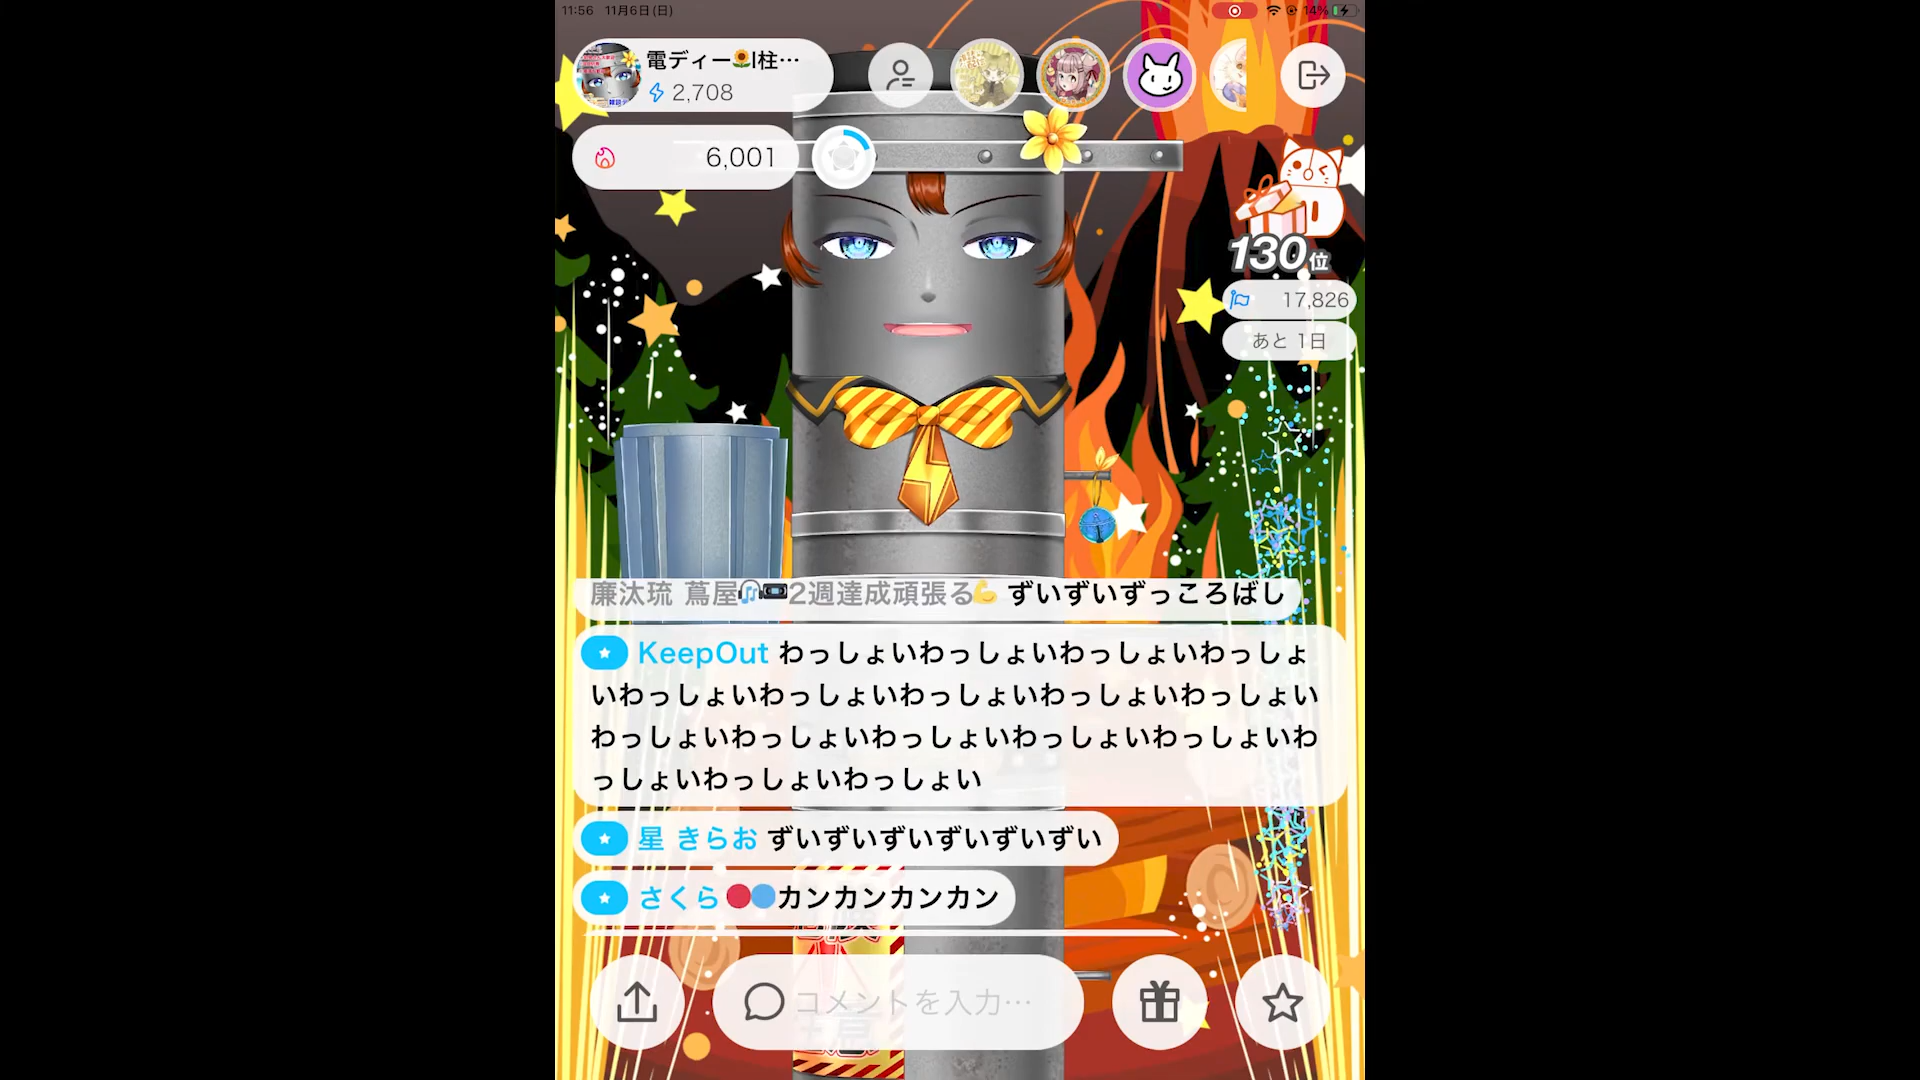 11:56 11月6日(日)
14%
電ディー🌻|柱…
2,708
6,001
130位
17,826
あと 1日
廉汰琉 蔦屋🎧📼2週達成頑張る💪 ずいずいずっころばし
KeepOut わっしょいわっしょいわっしょいわっしょ
いわっしょいわっしょいわっしょいわっしょいわっしょい
わっしょいわっしょいわっしょいわっしょいわっしょいわ
っしょいわっしょいわっしょい
星 きらお ずいずいずいずいずいずい
さくら🔴🔵カンカンカンカン
コメントを入力…